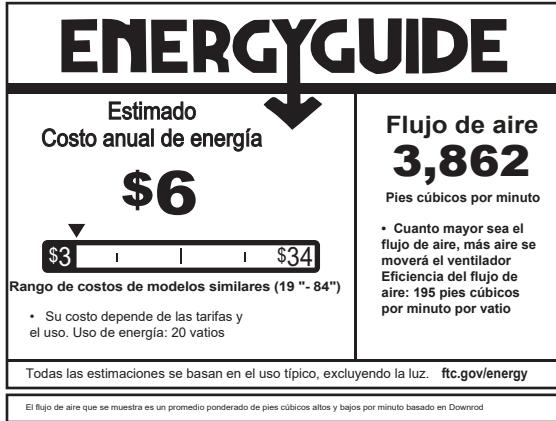 ENERGYGUIDE
Estimado
Costo anual de energía
$6
$3 $34
Rango de costos de modelos similares (19 "- 84")
• Su costo depende de las tarifas y
el uso. Uso de energía: 20 vatios
Flujo de aire
3,862
Pies cúbicos por minuto
• Cuanto mayor sea el
flujo de aire, más aire se
moverá el ventilador
Eficiencia del flujo de
aire: 195 pies cúbicos
por minuto por vatio
Todas las estimaciones se basan en el uso típico, excluyendo la luz. ftc.gov/energy
El flujo de aire que se muestra es un promedio ponderado de pies cúbicos altos y bajos por minuto basado en Downrod